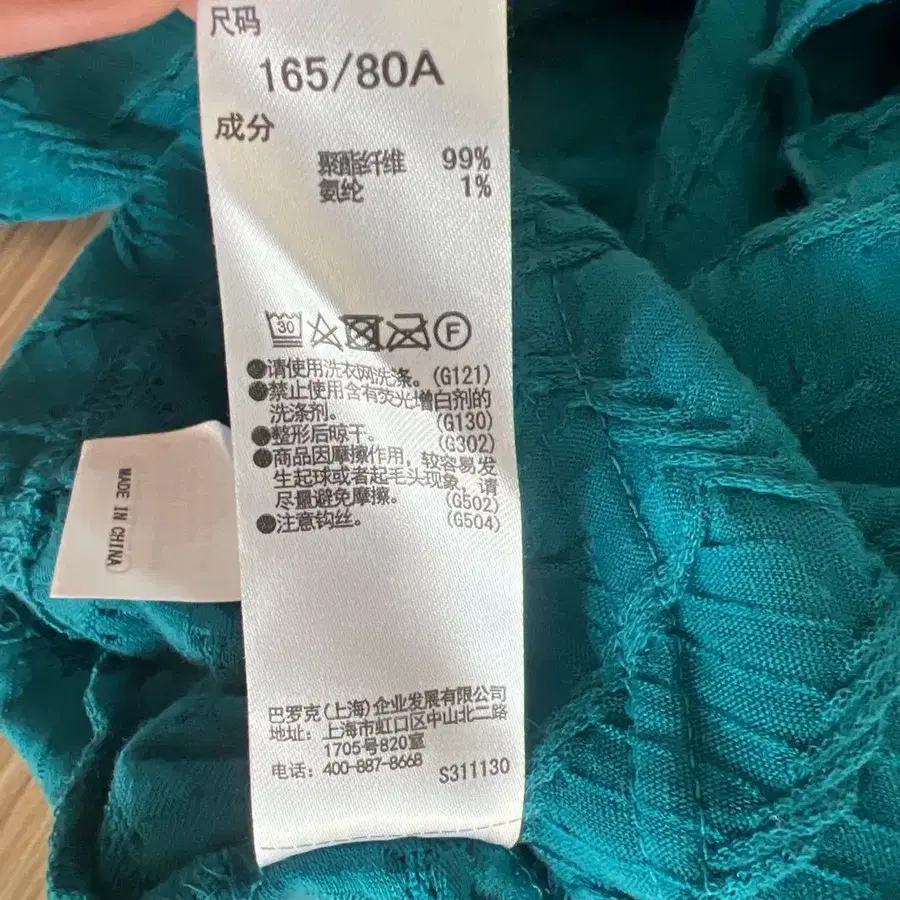 尺码
165/80A
成分
聚酯纤维 99%
氨纶 1%
30 F
●请使用洗衣网洗涤。(G121)
●禁止使用含有荧光增白剂的
洗涤剂。 (G130)
●整形后晾干。 (G302)
●商品因摩擦作用，较容易发
生起球或者起毛头现象，请
尽量避免摩擦。 (G502)
●注意钩丝。 (G504)
MADE IN CHINA
巴罗克(上海)企业发展有限公司
地址：上海市虹口区中山北二路
1705号820室
电话：400-887-8668
S311130